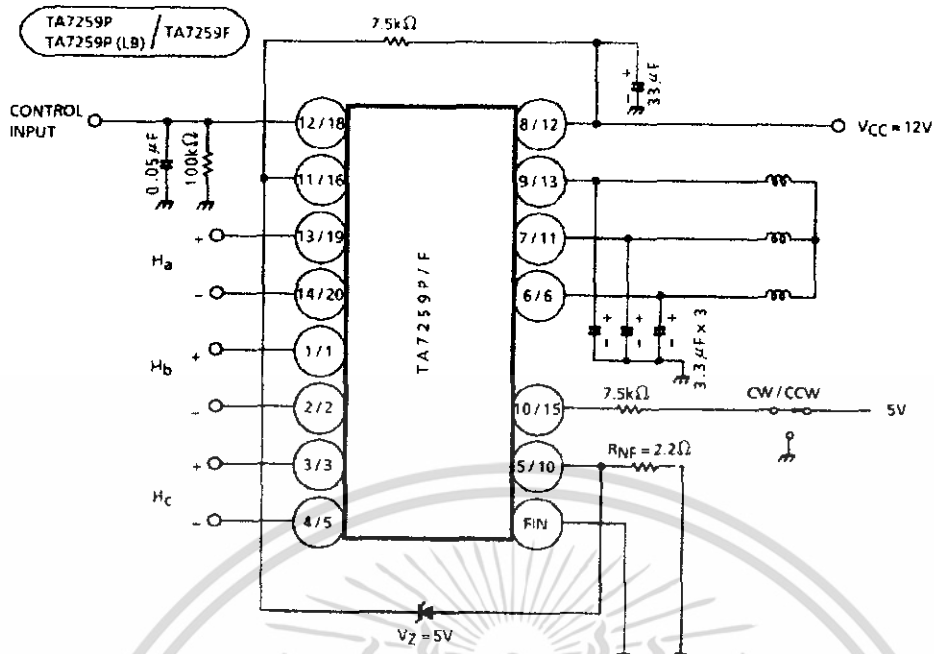 TA7259P
TA7259P (LB) / TA7259F
7.5kΩ
+
-
33μF
CONTROL
INPUT
0.05μF
100kΩ
12/18
8/12
VCC = 12V
11/16
9/13
13/19
7/11
+
Ha
-
14/20
6/6
TA7259P/F
+
Hb
-
1/1
2/2
+ + +
- - -
3.3μF x 3
10/15
7.5kΩ
CW/CCW
5V
+
Hc
-
3/3
5/10
RNF = 2.2Ω
4/5
FIN
VZ = 5V